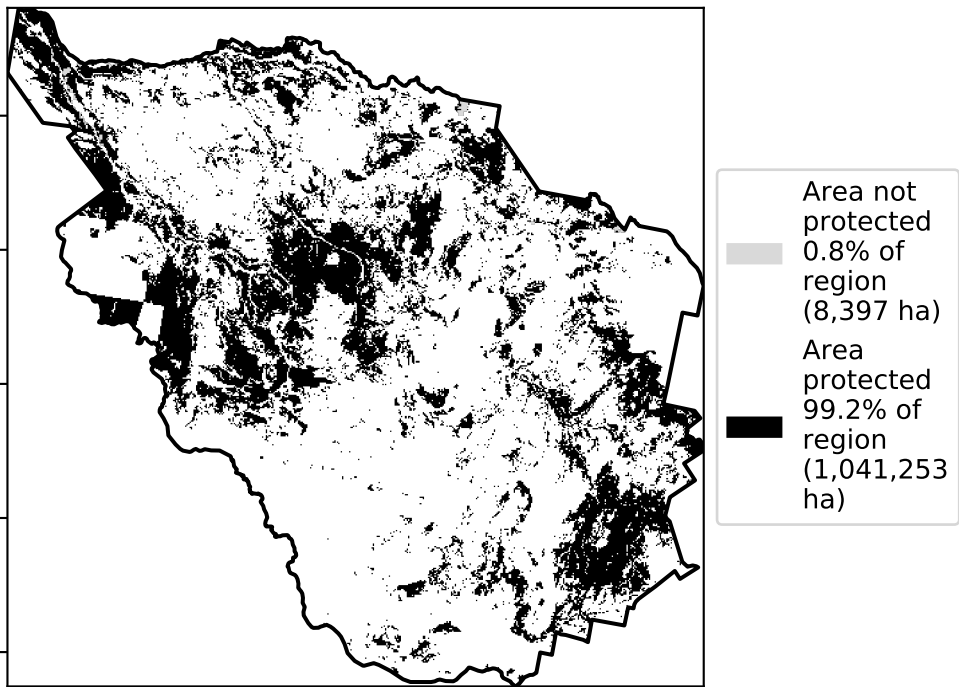 Area not
protected
0.8% of
region
(8,397 ha)
Area
protected
99.2% of
region
(1,041,253
ha)